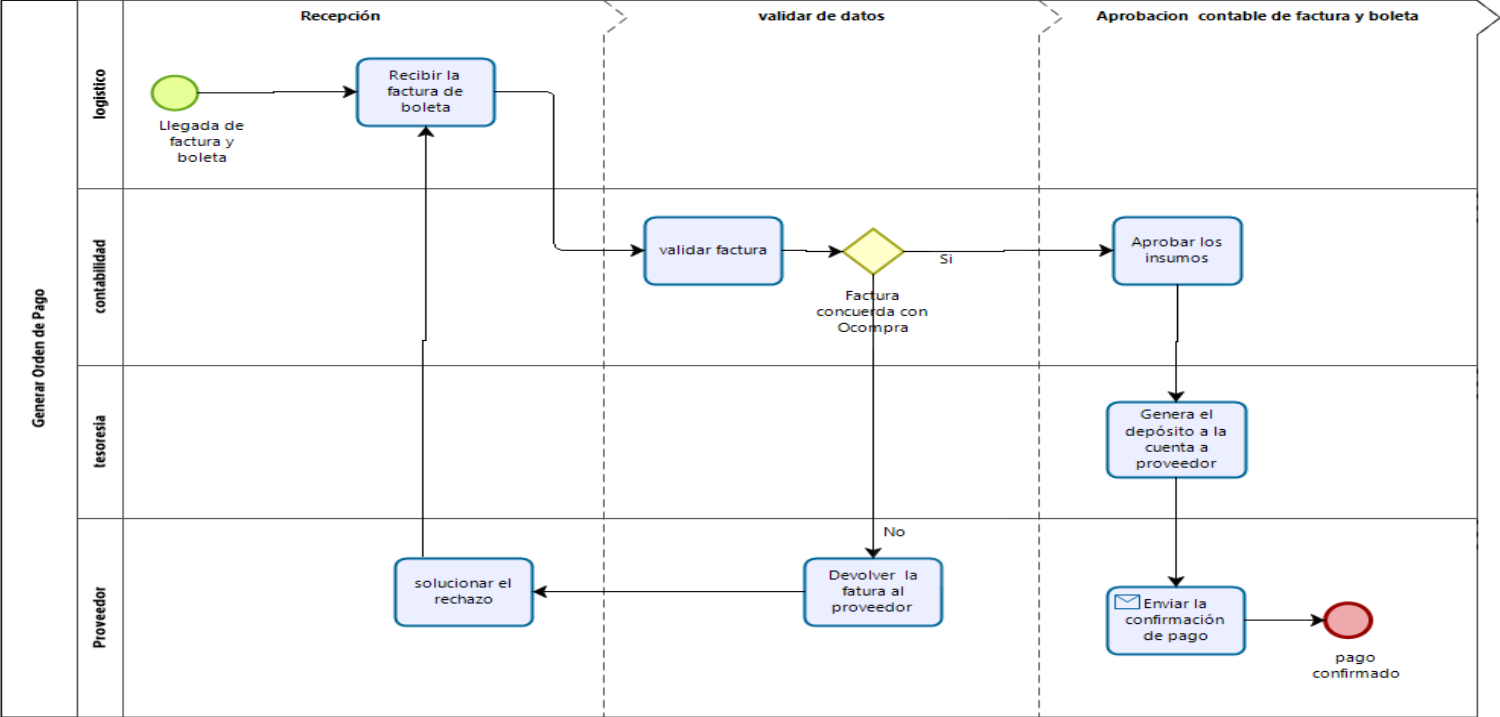 Recepción
validar de datos
Aprobacion contable de factura y boleta
Generar Orden de Pago
logistico
Llegada de
factura y
boleta
Recibir la
factura de
boleta
contabilidad
validar factura
Factura
concuerda con
Ocompra
Si
Aprobar los
insumos
tesoresia
Genera el
depósito a la
cuenta a
proveedor
Proveedor
solucionar el
rechazo
No
Devolver la
fatura al
proveedor
Enviar la
confirmación
de pago
pago
confirmado